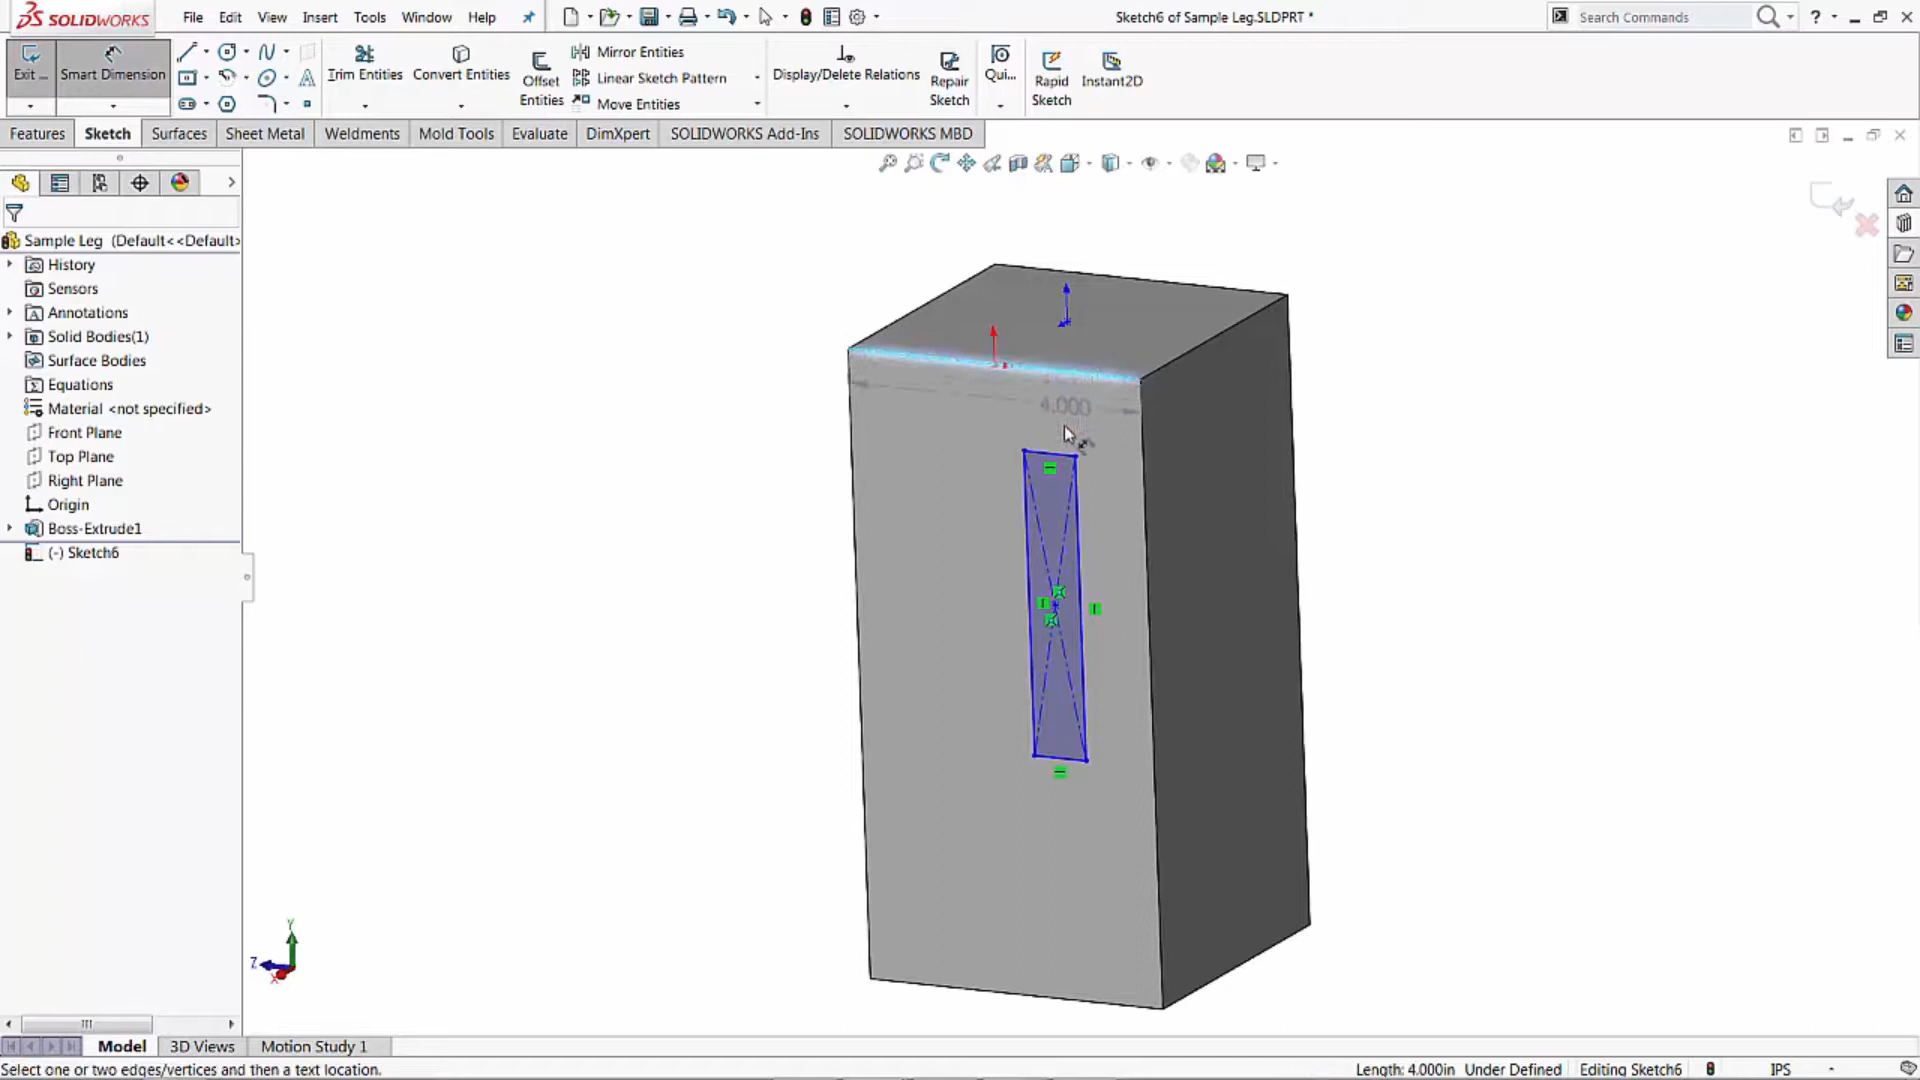 SOLIDWORKS File Edit View Insert Tools Window Help
Sketch6 of Sample Leg.SLDPRT *
Search Commands
?
Exit ...
Smart Dimension
Trim Entities
Convert Entities
Offset Entities
Mirror Entities
Linear Sketch Pattern
Move Entities
Display/Delete Relations
Repair Sketch
Qui...
Rapid Sketch
Instant2D
Features Sketch Surfaces Sheet Metal Weldments Mold Tools Evaluate DimXpert SOLIDWORKS Add-Ins SOLIDWORKS MBD
Sample Leg (Default<<Default>
History
Sensors
Annotations
Solid Bodies(1)
Surface Bodies
Equations
Material <not specified>
Front Plane
Top Plane
Right Plane
Origin
Boss-Extrude1
(-) Sketch6
4.000
Y
Z
X
Model 3D Views Motion Study 1
Select one or two edges/vertices and then a text location.
Length: 4.000in Under Defined Editing Sketch6 IPS -